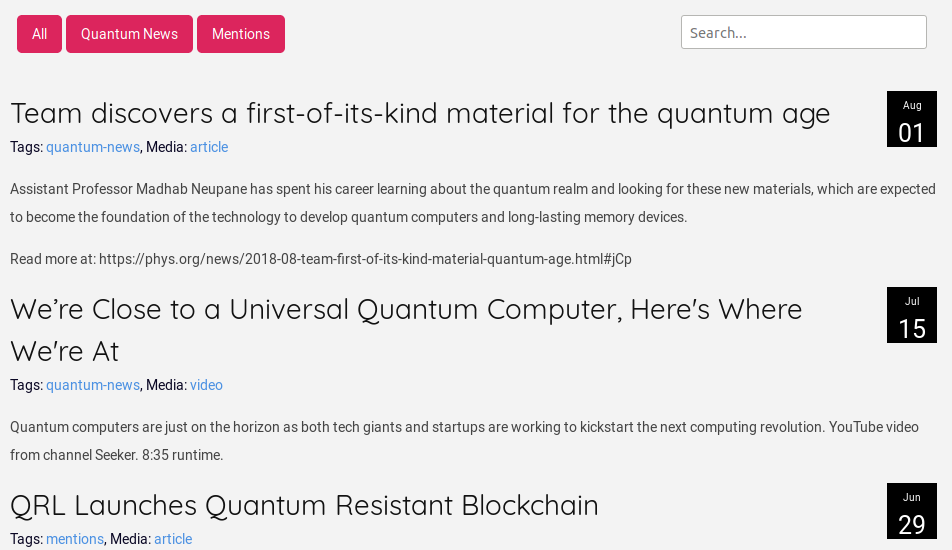 All
Quantum News
Mentions
Search...
Team discovers a first-of-its-kind material for the quantum age
Aug
01
Tags: quantum-news, Media: article
Assistant Professor Madhab Neupane has spent his career learning about the quantum realm and looking for these new materials, which are expected
to become the foundation of the technology to develop quantum computers and long-lasting memory devices.
Read more at: https://phys.org/news/2018-08-team-first-of-its-kind-material-quantum-age.html#jCp
We’re Close to a Universal Quantum Computer, Here's Where
We're At
Jul
15
Tags: quantum-news, Media: video
Quantum computers are just on the horizon as both tech giants and startups are working to kickstart the next computing revolution. YouTube video
from channel Seeker. 8:35 runtime.
QRL Launches Quantum Resistant Blockchain
Jun
29
Tags: mentions, Media: article